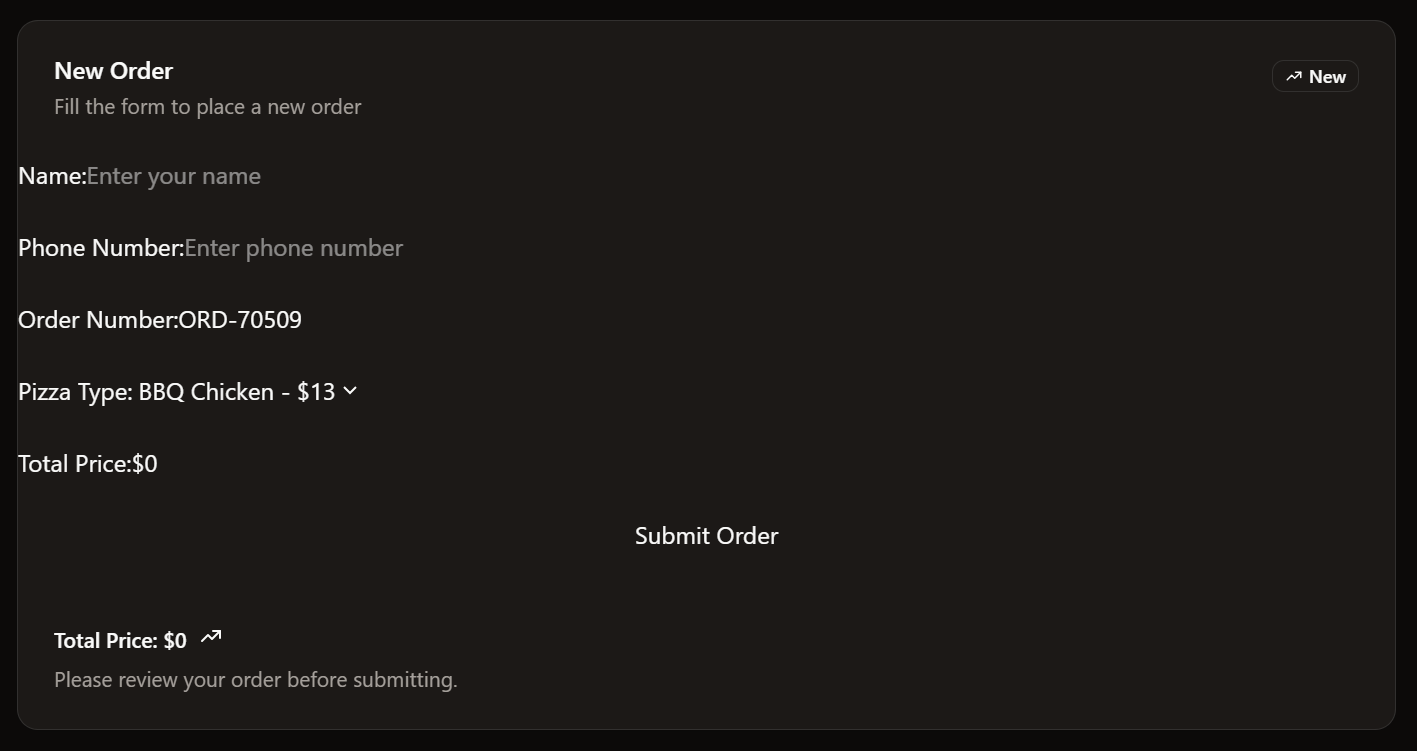 New Order
New
Fill the form to place a new order
Name:Enter your name
Phone Number:Enter phone number
Order Number:ORD-70509
Pizza Type: BBQ Chicken - $13
Total Price:$0
Submit Order
Total Price: $0
Please review your order before submitting.